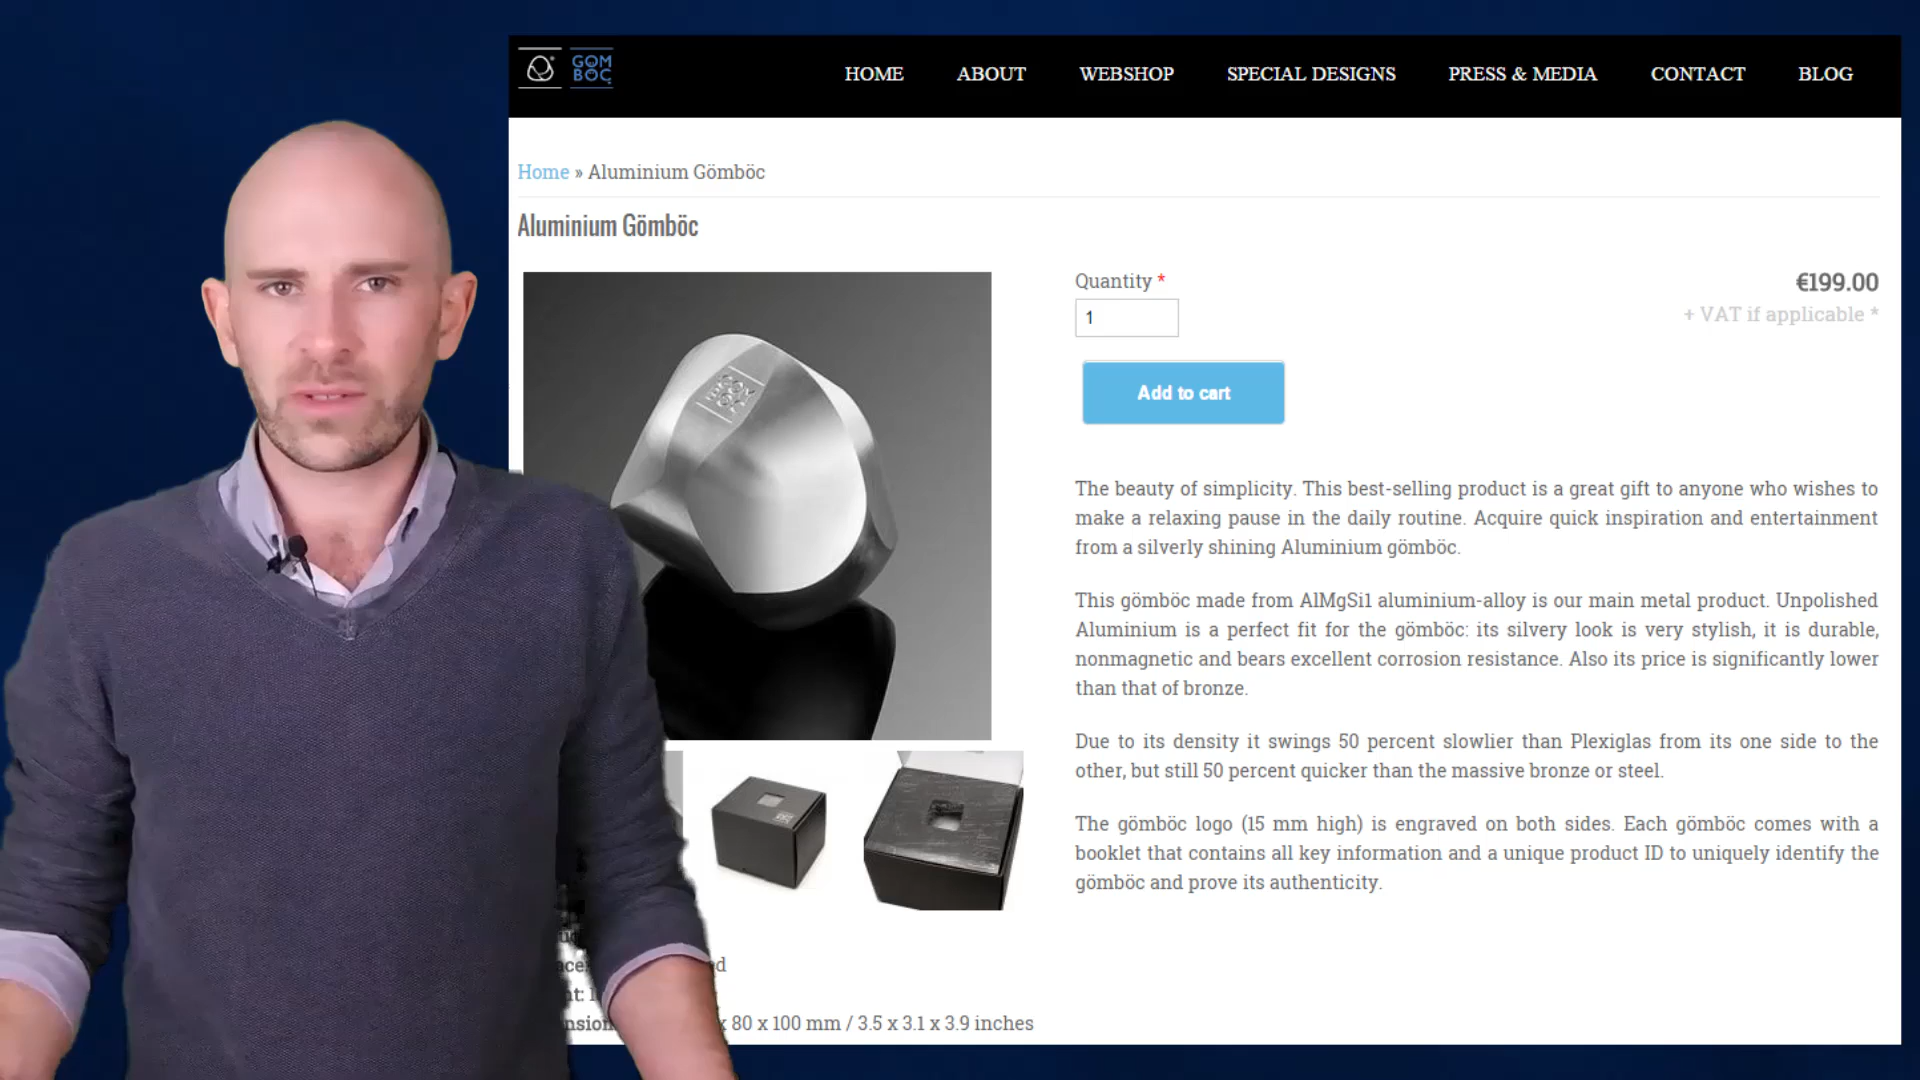 GOM
BOC
HOME
ABOUT
WEBSHOP
SPECIAL DESIGNS
PRESS & MEDIA
CONTACT
BLOG
Home » Aluminium Gömböc
Aluminium Gömböc
GOM
BOC
Quantity *
1
€199.00
+ VAT if applicable *
Add to cart
The beauty of simplicity. This best-selling product is a great gift to anyone who wishes to
make a relaxing pause in the daily routine. Acquire quick inspiration and entertainment
from a silverly shining Aluminium gömböc.
This gömböc made from AlMgSi1 aluminium-alloy is our main metal product. Unpolished
Aluminium is a perfect fit for the gömböc: its silvery look is very stylish, it is durable,
nonmagnetic and bears excellent corrosion resistance. Also its price is significantly lower
than that of bronze.
Due to its density it swings 50 percent slowlier than Plexiglas from its one side to the
other, but still 50 percent quicker than the massive bronze or steel.
The gömböc logo (15 mm high) is engraved on both sides. Each gömböc comes with a
booklet that contains all key information and a unique product ID to uniquely identify the
gömböc and prove its authenticity.
x 80 x 100 mm / 3.5 x 3.1 x 3.9 inches